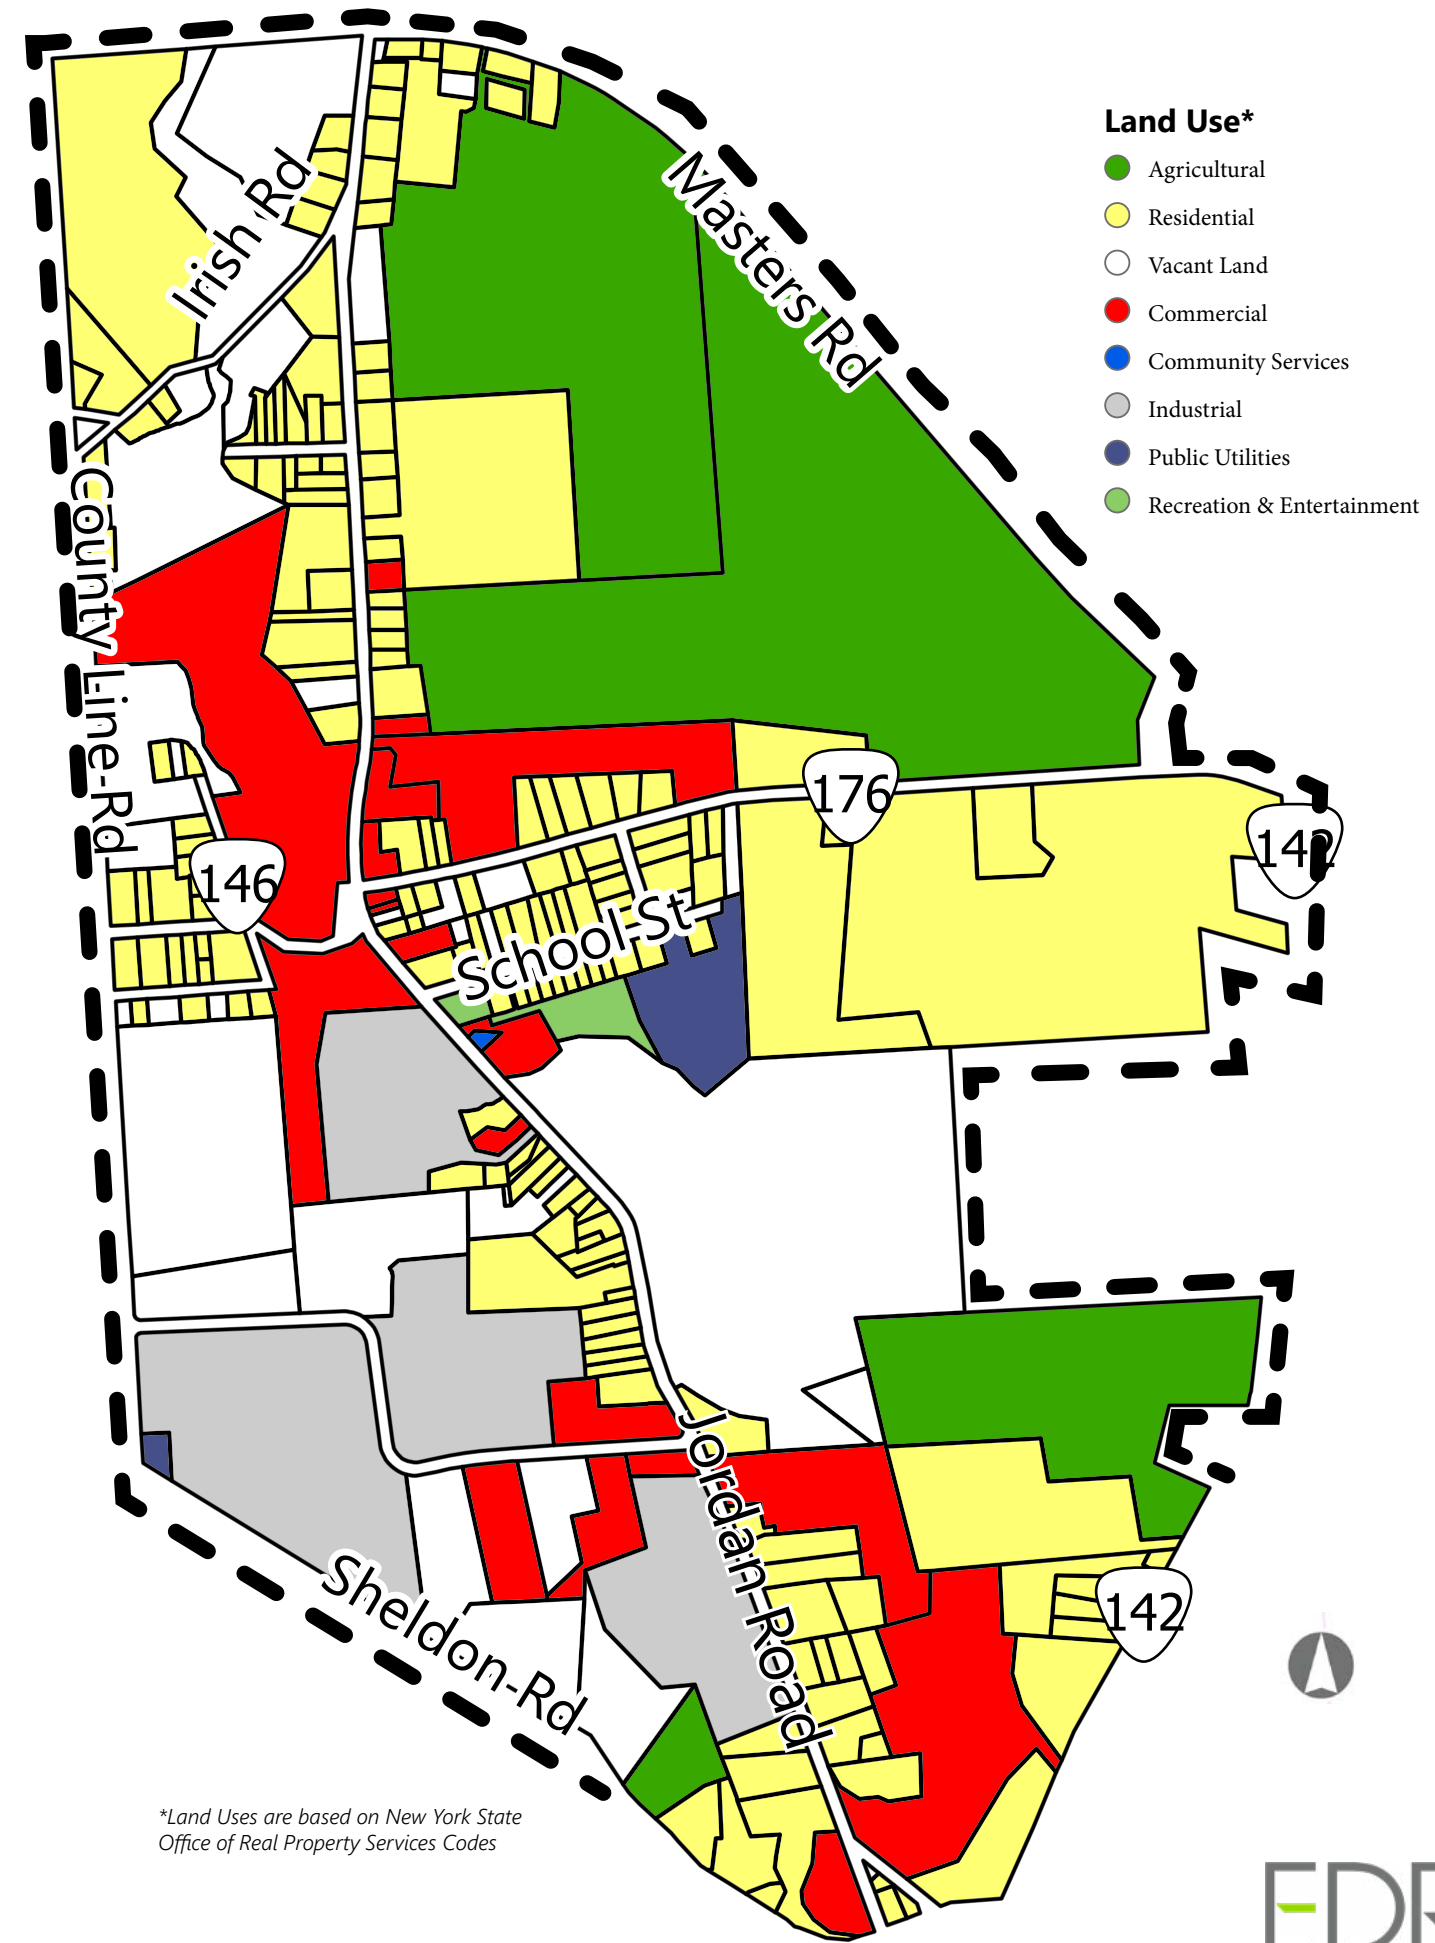 Land Use*
Agricultural
Residential
Vacant Land
Commercial
Community Services
Industrial
Public Utilities
Recreation & Entertainment
Masters Rd
Irish Rd
County Line Rd
176
142
146
School St
Jordan Road
142
Sheldon Rd
*Land Uses are based on New York State
Office of Real Property Services Codes
EDR